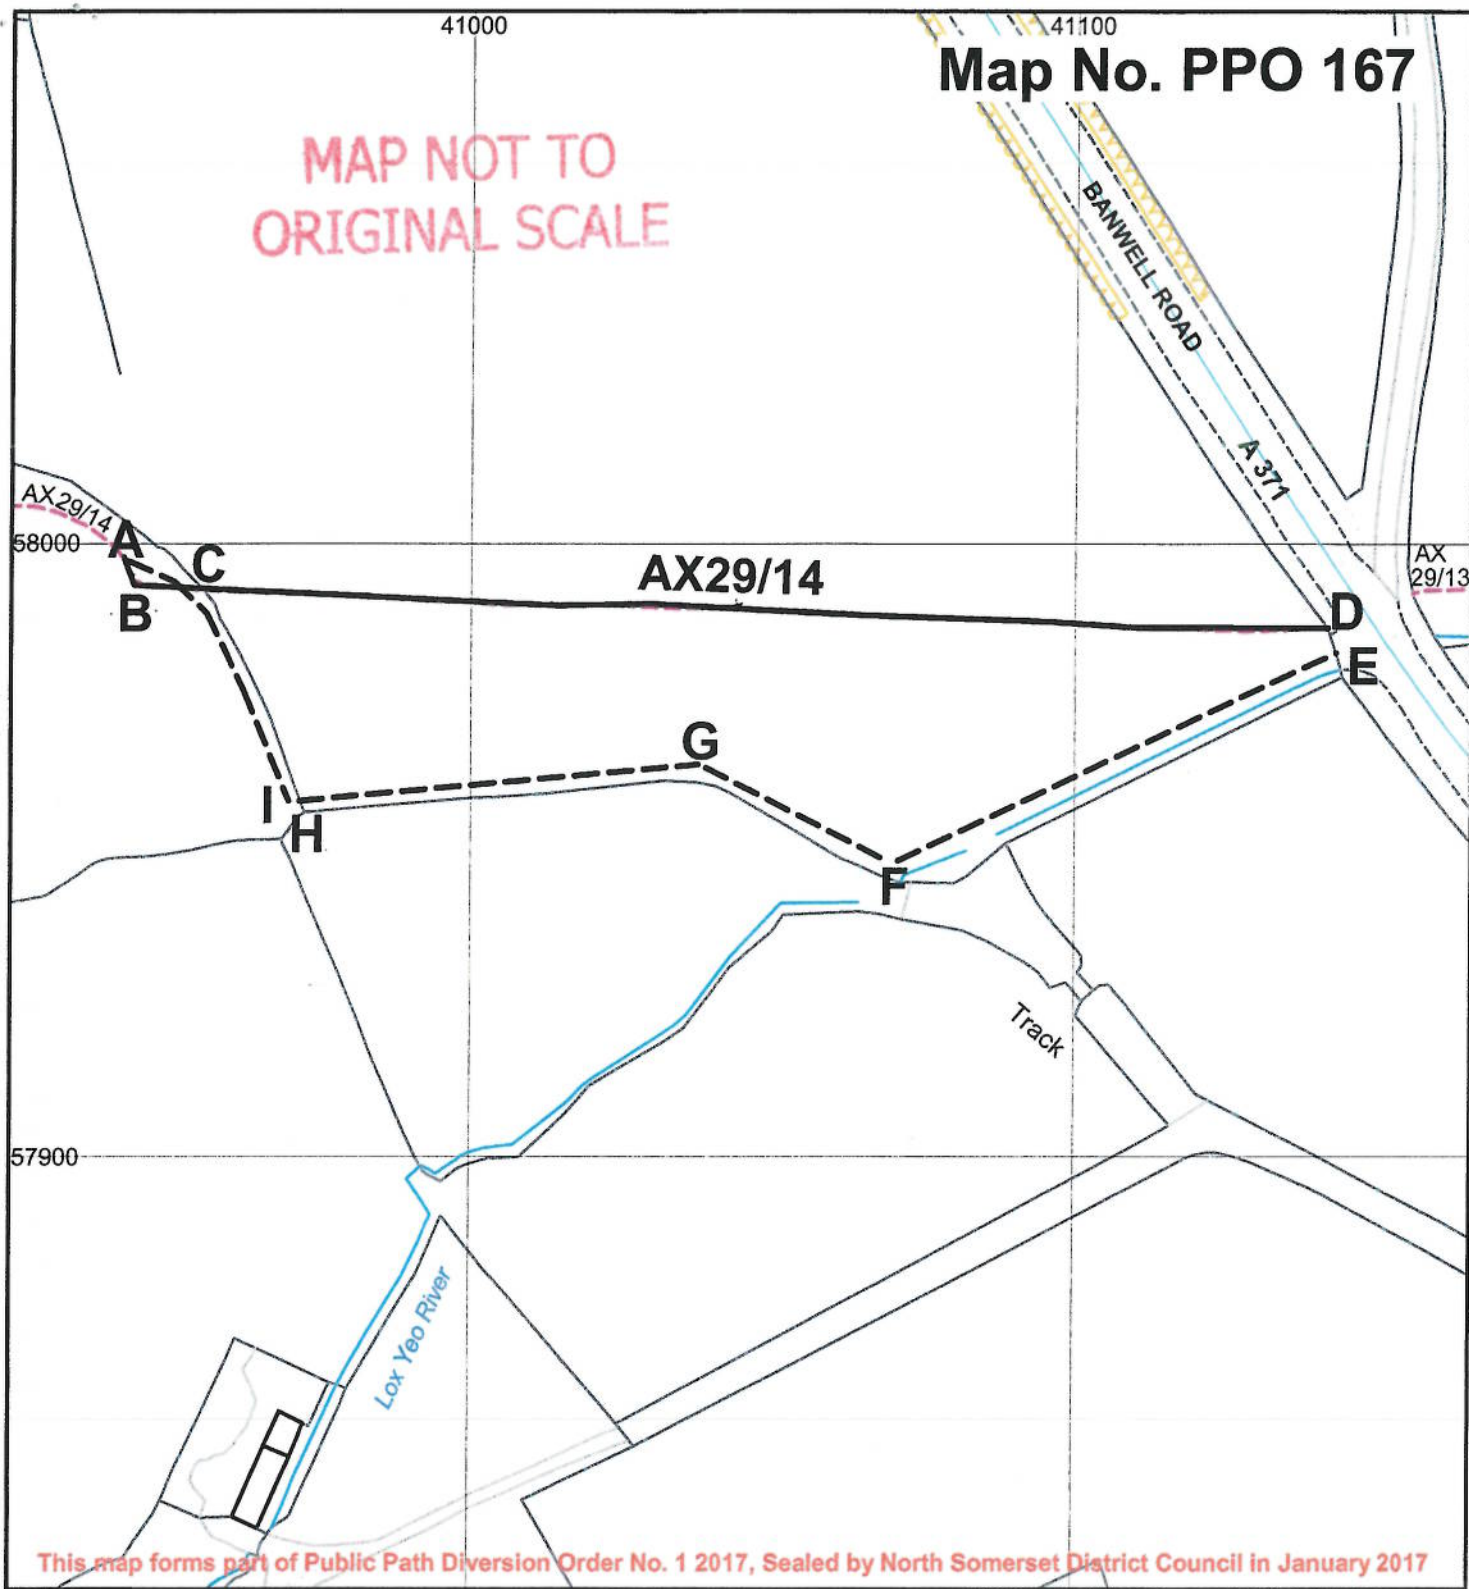 41000
41100
Map No. PPO 167
MAP NOT TO
ORIGINAL SCALE
BANWELL ROAD
A 371
AX29/14
A
58000
C
AX29/14
AX
29/13
B
D
E
G
I
H
F
Track
57900
Lox Yeo River
This map forms part of Public Path Diversion Order No. 1 2017, Sealed by North Somerset District Council in January 2017